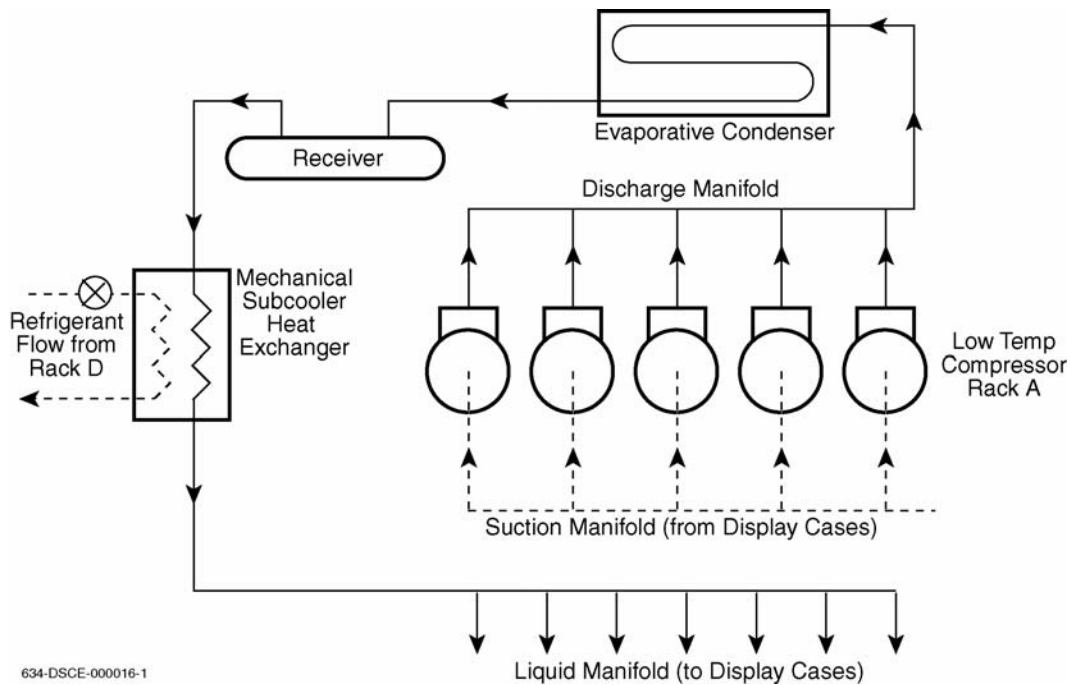 Evaporative Condenser
Receiver
Discharge Manifold
Mechanical
Subcooler
Heat
Exchanger
Refrigerant
Flow from
Rack D
Low Temp
Compressor
Rack A
Suction Manifold (from Display Cases)
Liquid Manifold (to Display Cases)
634-DSCE-000016-1